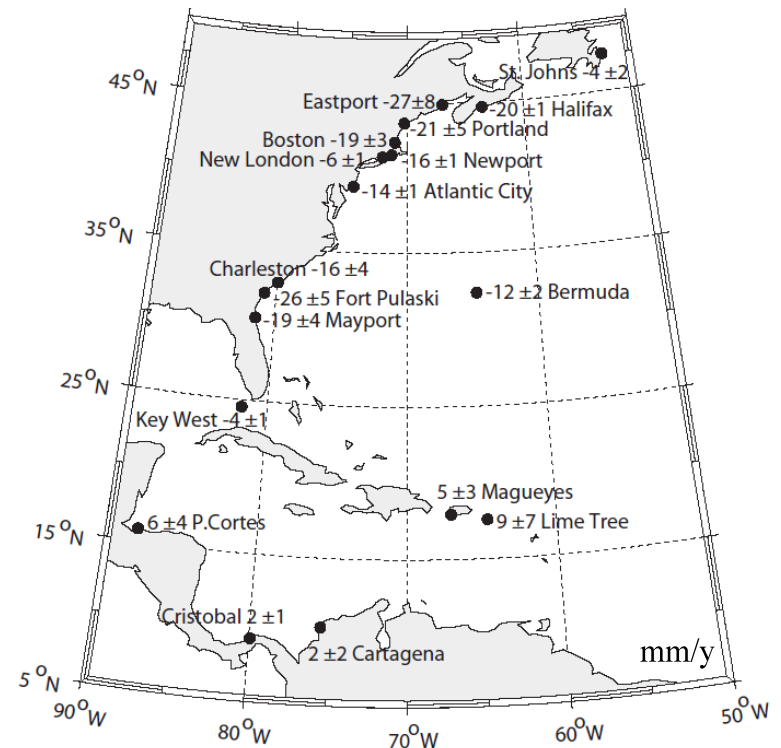 45°N
St. Johns -4 ±2
Eastport -27±8
-20 ±1 Halifax
-21 ±5 Portland
Boston -19 ±3
New London -6 ±1
-16 ±1 Newport
-14 ±1 Atlantic City
35°N
Charleston -16 ±4
-26 ±5 Fort Pulaski
-12 ±2 Bermuda
-19 ±4 Mayport
25°N
Key West -4 ±1
5 ±3 Magueyes
15°N
6 ±4 P.Cortes
9 ±7 Lime Tree
Cristobal 2 ±1
2 ±2 Cartagena
mm/y
5°N
90°W
80°W
70°W
60°W
50°W